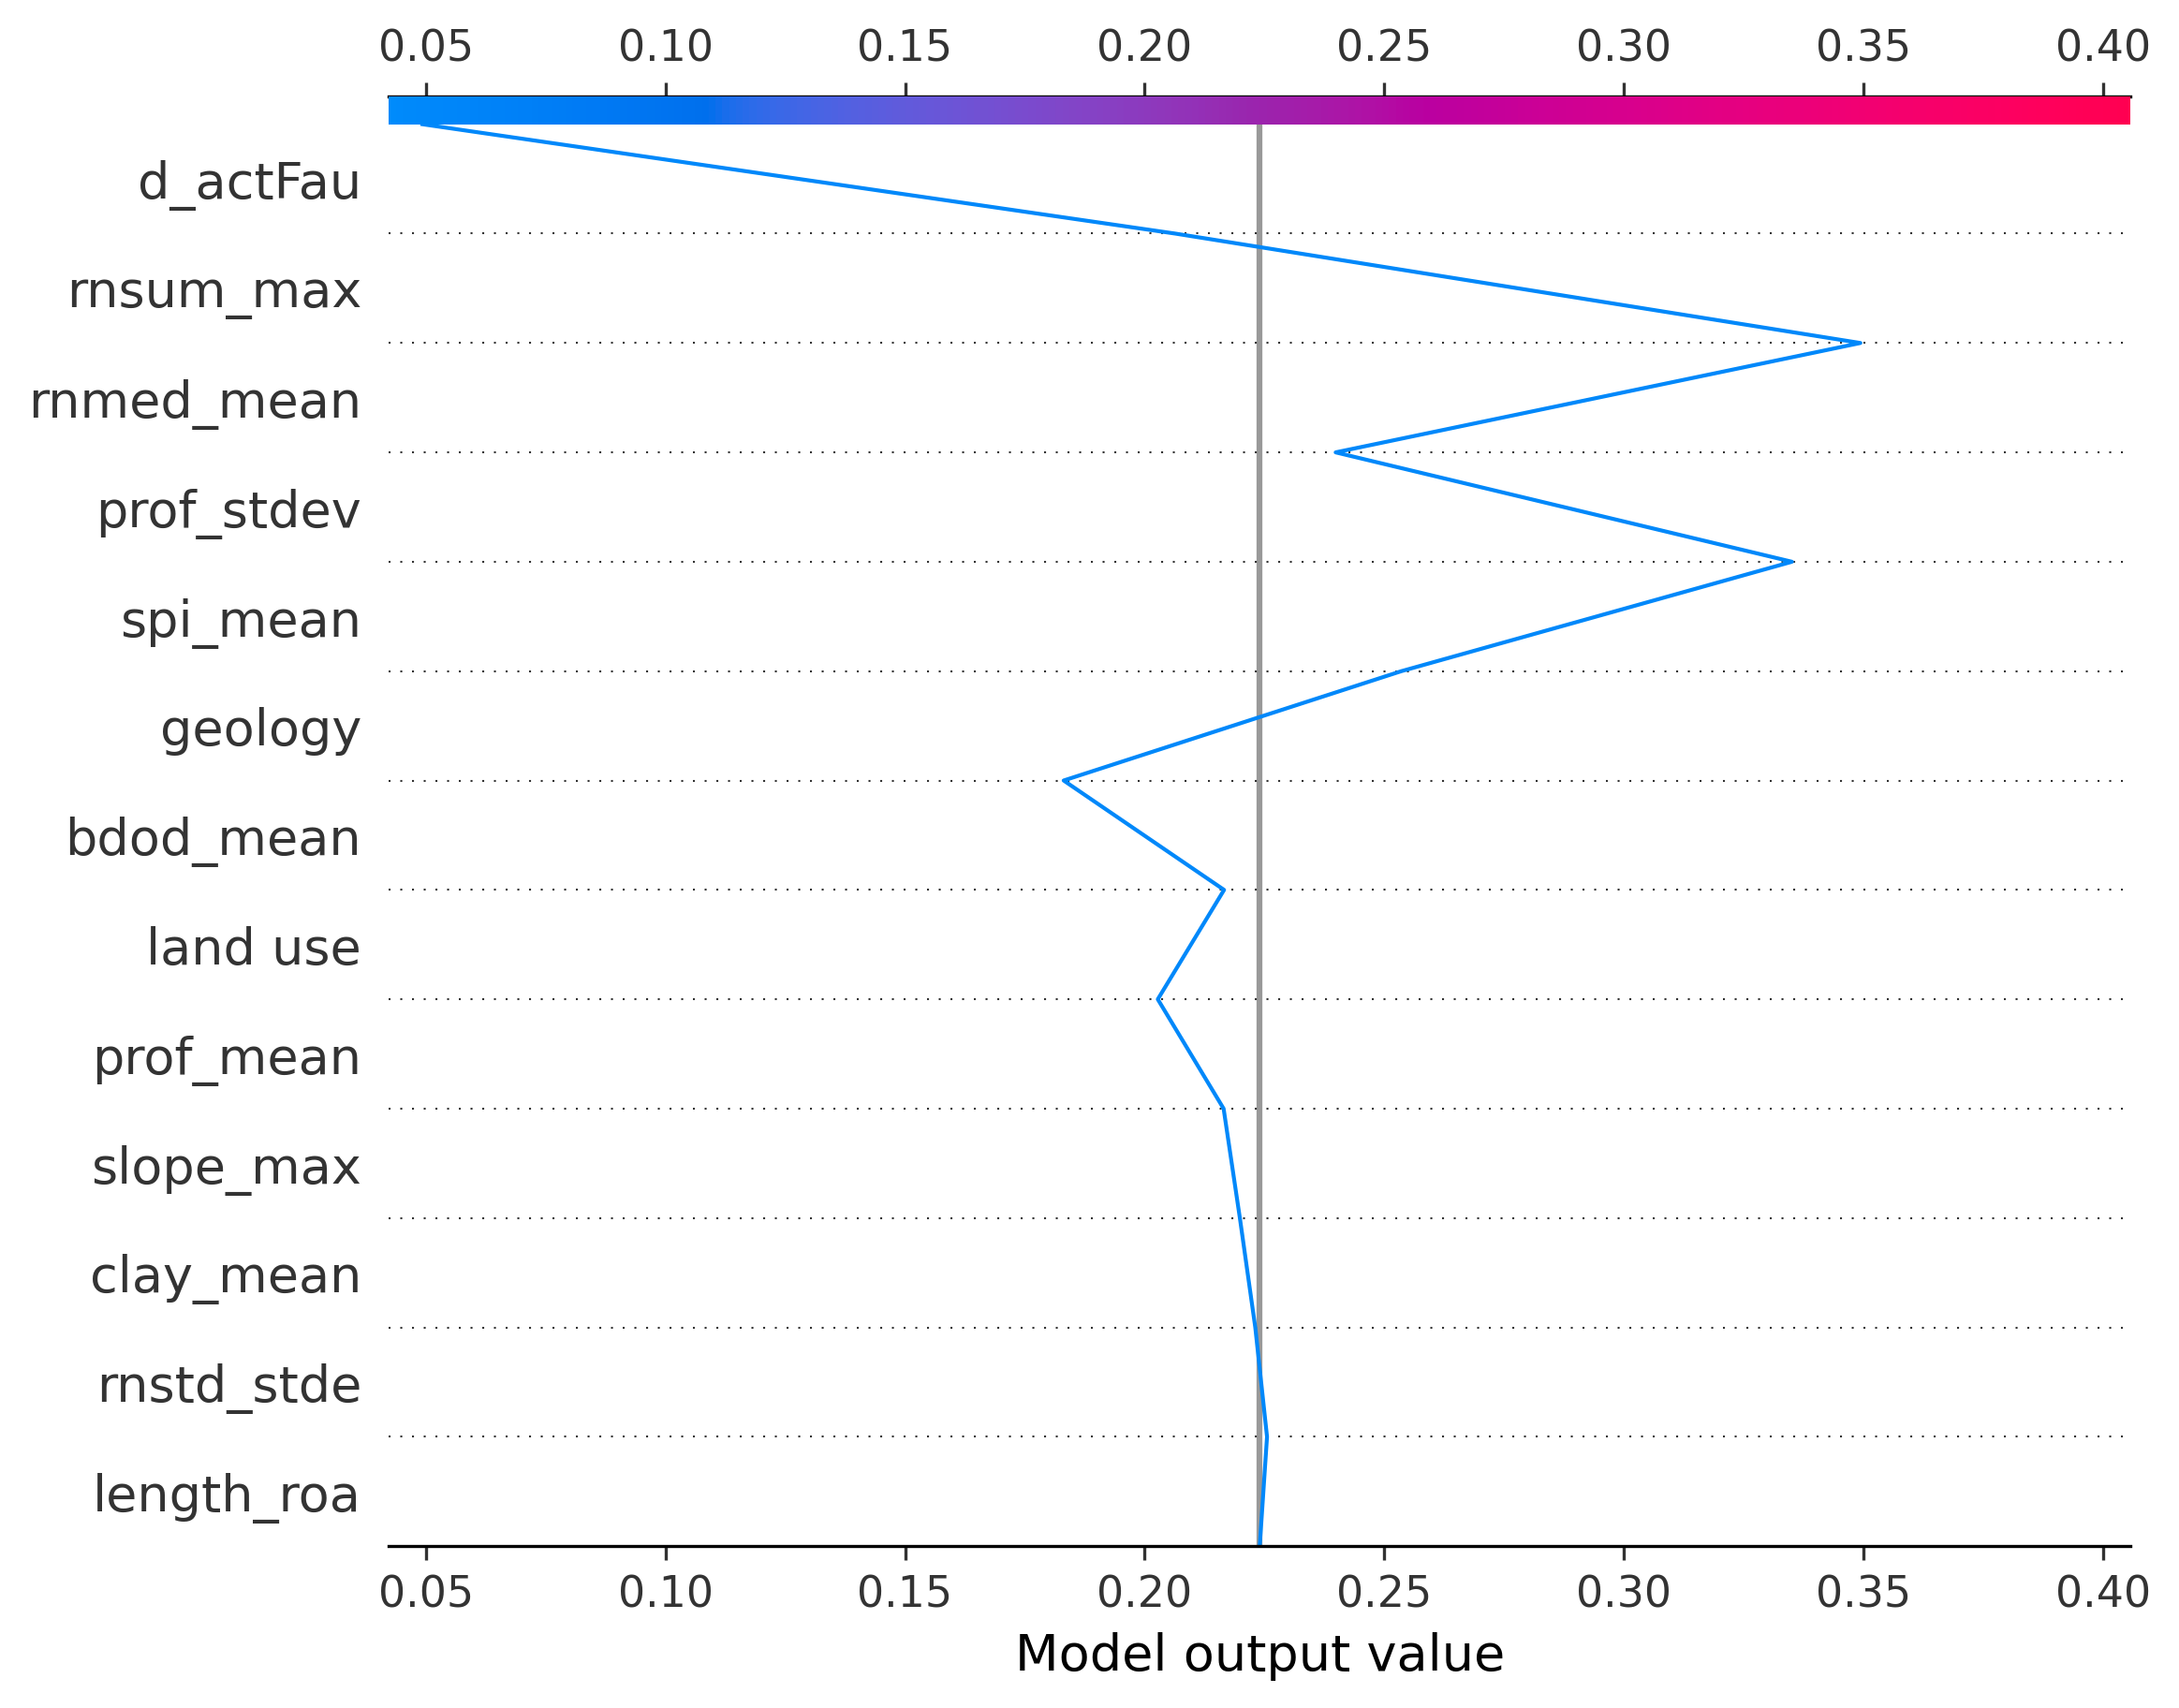 0.05 0.10 0.15 0.20 0.25 0.30 0.35 0.40
d_actFau
rnsum_max
rnmed_mean
prof_stdev
spi_mean
geology
bdod_mean
land use
prof_mean
slope_max
clay_mean
rnstd_stde
length_roa
0.05 0.10 0.15 0.20 0.25 0.30 0.35 0.40
Model output value